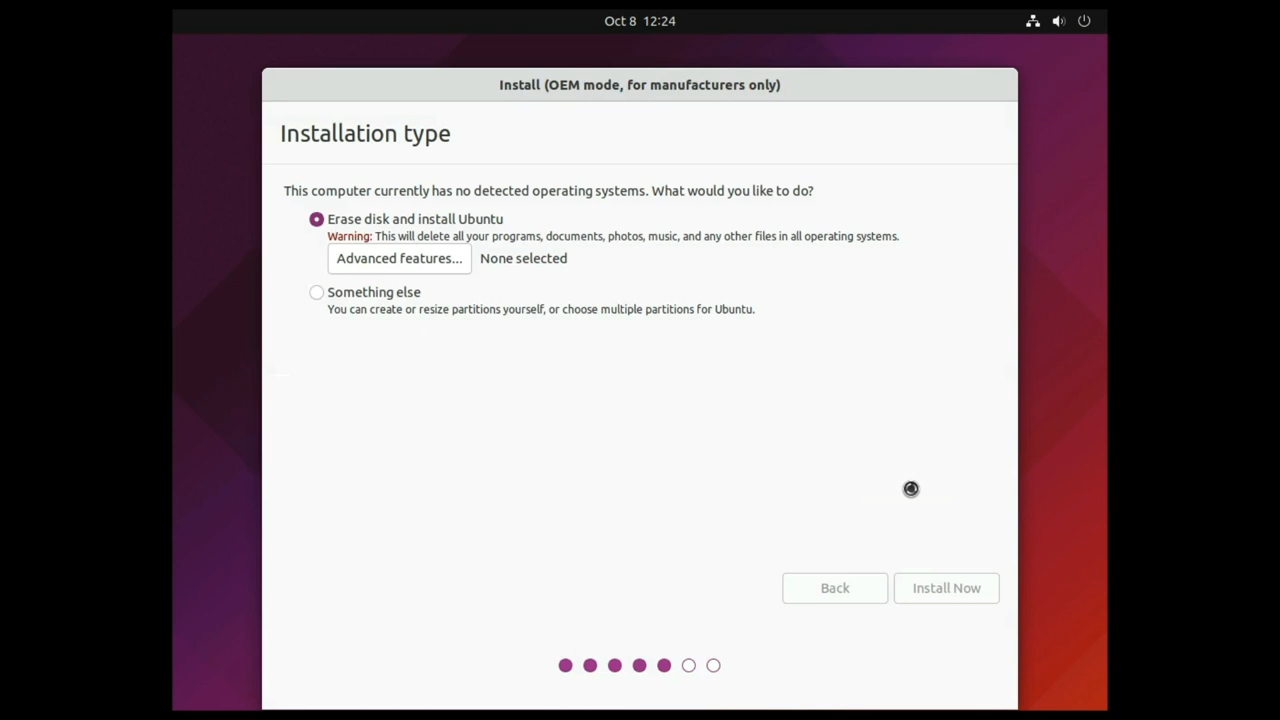 Oct 8 12:24
Install (OEM mode, for manufacturers only)
Installation type
This computer currently has no detected operating systems. What would you like to do?
Erase disk and install Ubuntu
Warning: This will delete all your programs, documents, photos, music, and any other files in all operating systems.
Advanced features... None selected
Something else
You can create or resize partitions yourself, or choose multiple partitions for Ubuntu.
Back Install Now